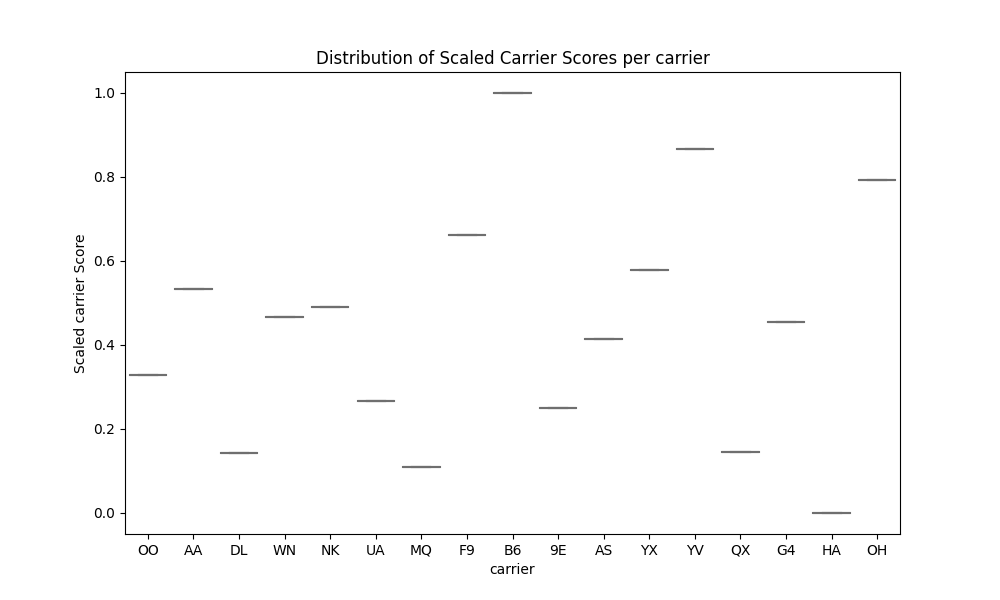 Distribution of Scaled Carrier Scores per carrier
Scaled carrier Score
1.0
0.8
0.6
0.4
0.2
0.0
OO AA DL WN NK UA MQ F9 B6 9E AS YX YV QX G4 HA OH
carrier